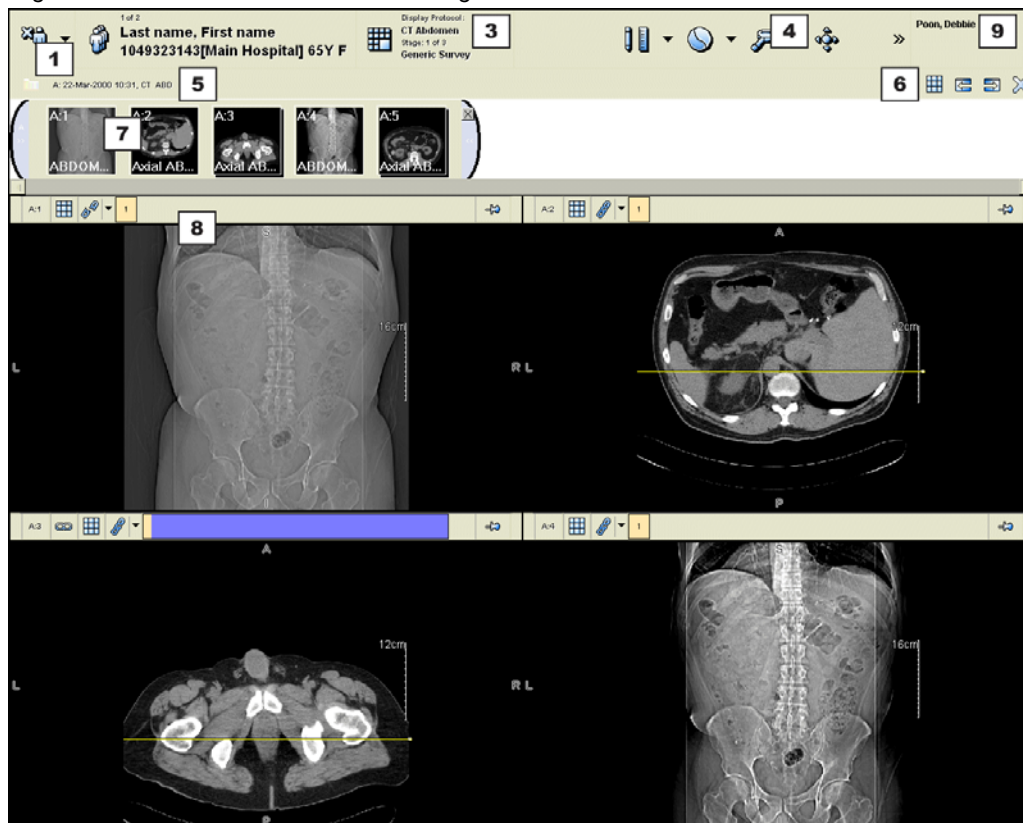 1 of 2
Last name, First name
1049323143[Main Hospital] 65Y F
Display Protocol:
CT Abdomen
Stage: 1 of 3
Generic Survey
1
3
4
»
Poon, Debbie
9
A: 22-Mar-2000 10:31, CT ABD
5
6
A:1
A:2
A:3
A:4
A:5
7
ABDOM...
Axial AB...
Axial AB...
ABDOM...
Axial AB...
A:1
1
8
A:2
1
S
16cm
L
R
I
A
12cm
L
P
A:3
A:4
1
A
12cm
L
R
P
S
16cm
L